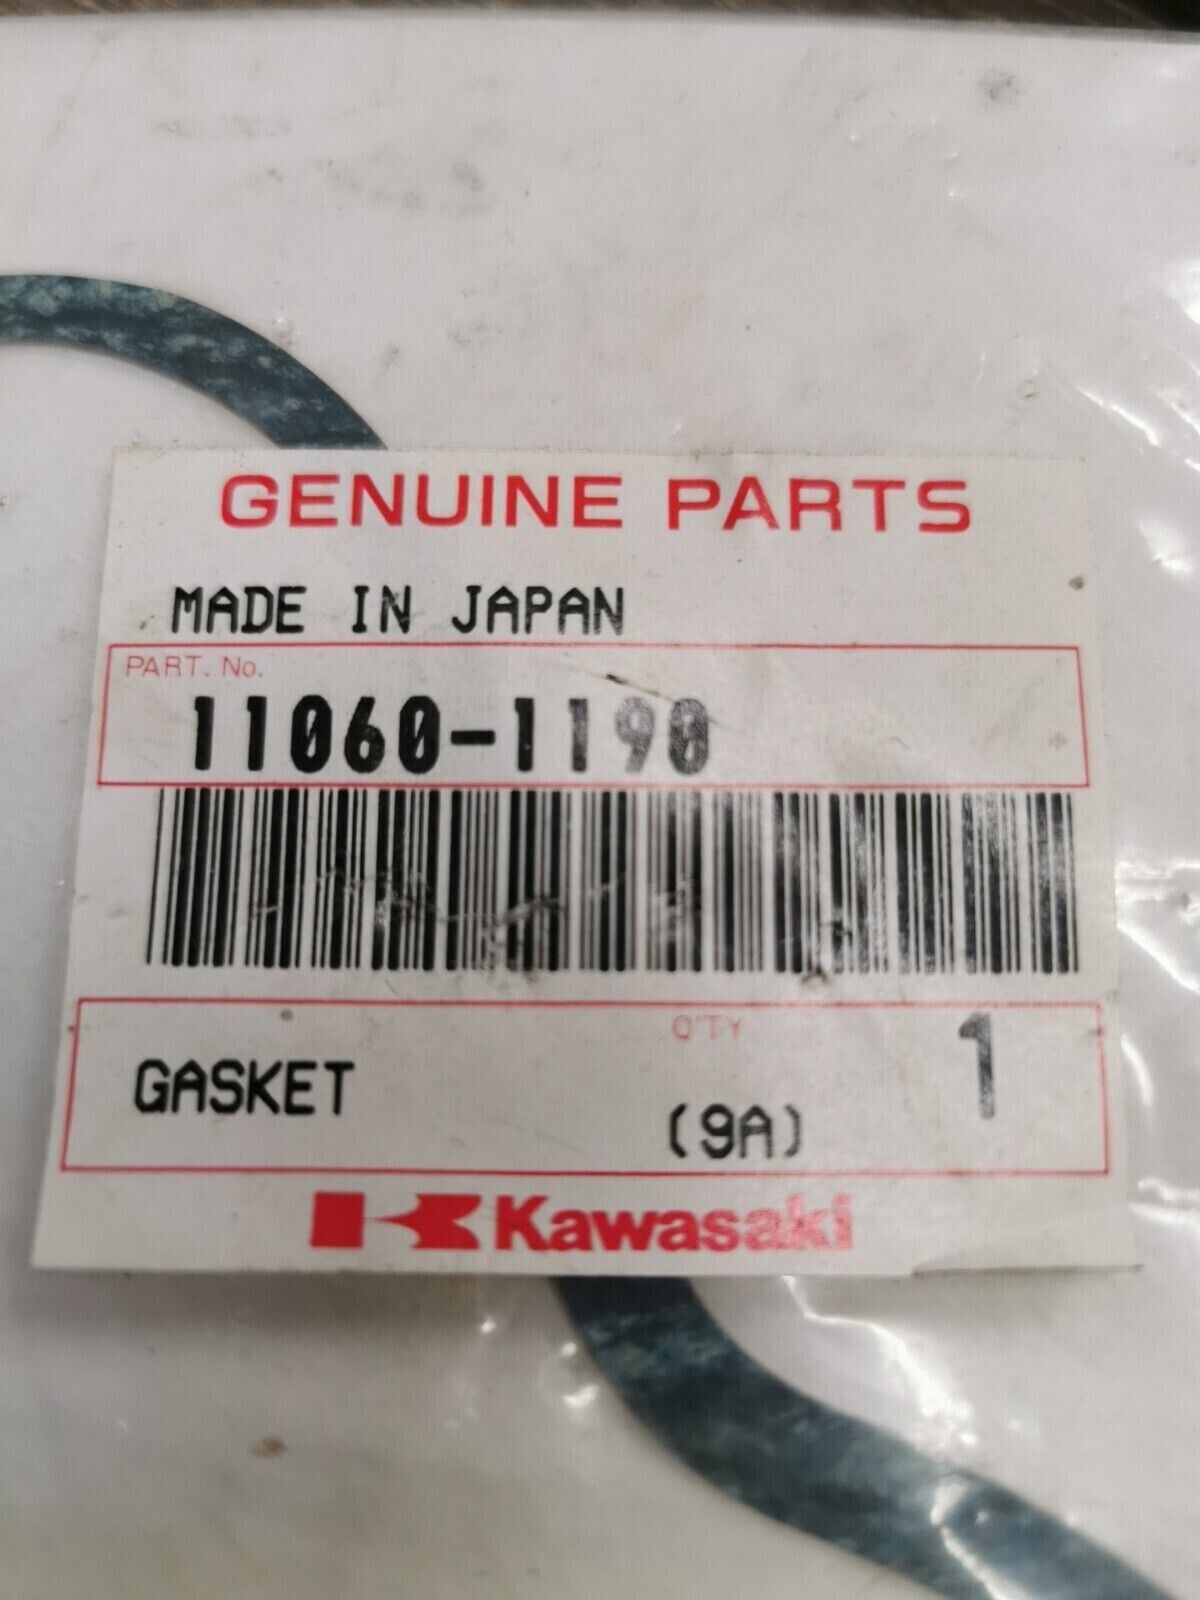 GENUINE PARTS
MADE IN JAPAN
PART. No.
11060-1190
Q'TY 1
GASKET
(9A)
Kawasaki